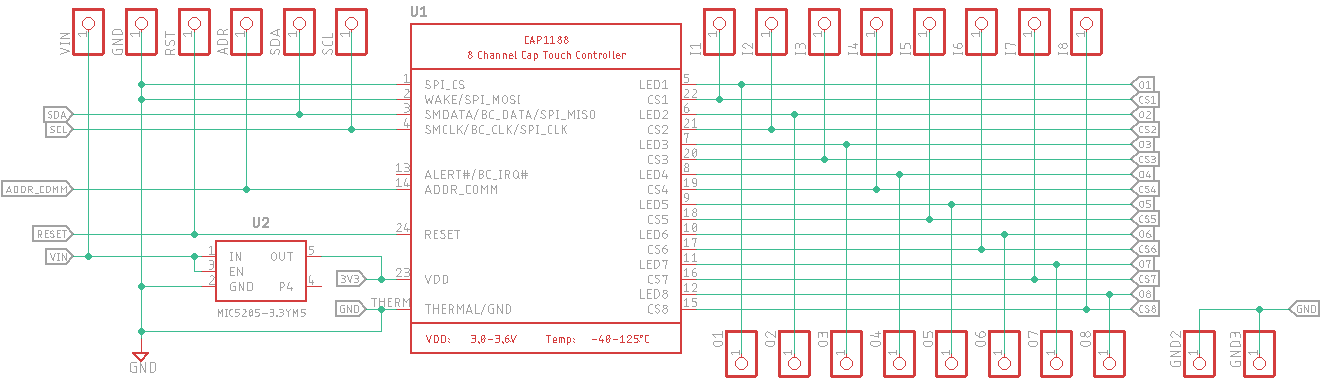 U1
VIN
GND
RST
ADR
SDA
SCL
1
1
1
1
1
1
I1
I2
I3
I4
I5
I6
I7
I8
1
1
1
1
1
1
1
1
CAP1188
8 Channel Cap Touch Controller
1 SPI_CS LED1 5 O1
2 WAKE/SPI_MOSI CS1 22 CS1
SDA 3 SMDATA/BC_DATA/SPI_MISO LED2 6 O2
SCL 4 SMCLK/BC_CLK/SPI_CLK CS2 21 CS2
LED3 7 O3
CS3 20 CS3
13 ALERT#/BC_IRQ# LED4 8 O4
ADDR_COMM 14 ADDR_COMM CS4 19 CS4
LED5 9 O5
CS5 18 CS5
RESET 24 RESET LED6 10 O6
CS6 17 CS6
LED7 11 O7
23 VDD CS7 16 CS7
LED8 12 O8
THERM THERMAL/GND CS8 15 CS8
U2
VIN 1 IN OUT 5
3 EN
2 GND P4 4
MIC5205-3.3YM5
3V3
GND
GND
VDD: 3.0-3.6V Temp: -40-125°C
GND
O1
O2
O3
O4
O5
O6
O7
O8
GND2
GND3
1
1
1
1
1
1
1
1
1
1